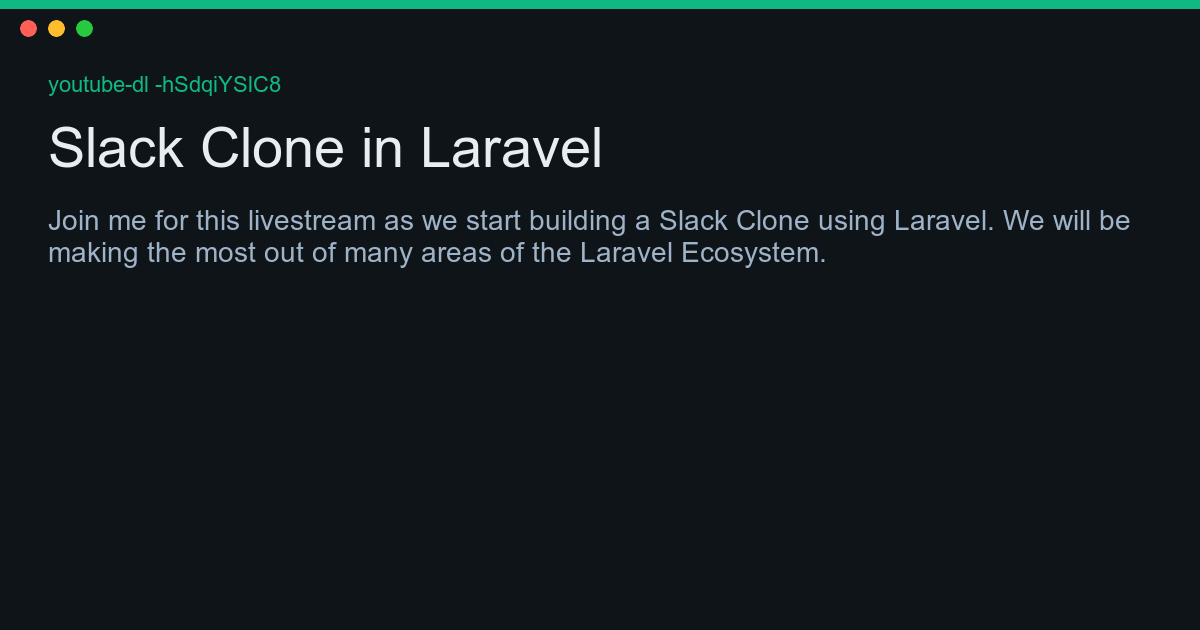 youtube-dl -hSdqiYSlC8
Slack Clone in Laravel
Join me for this livestream as we start building a Slack Clone using Laravel. We will be
making the most out of many areas of the Laravel Ecosystem.